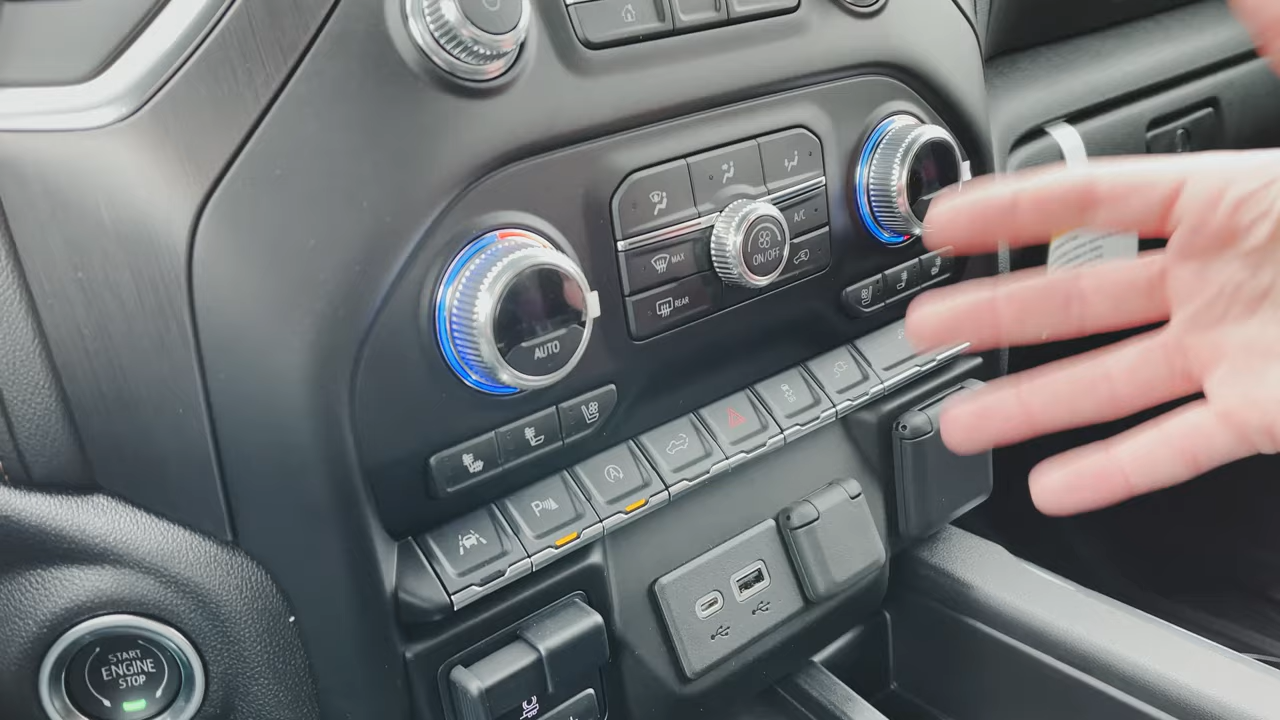 MAX
A/C
ON/OFF
REAR
AUTO
A
P
START
ENGINE
STOP